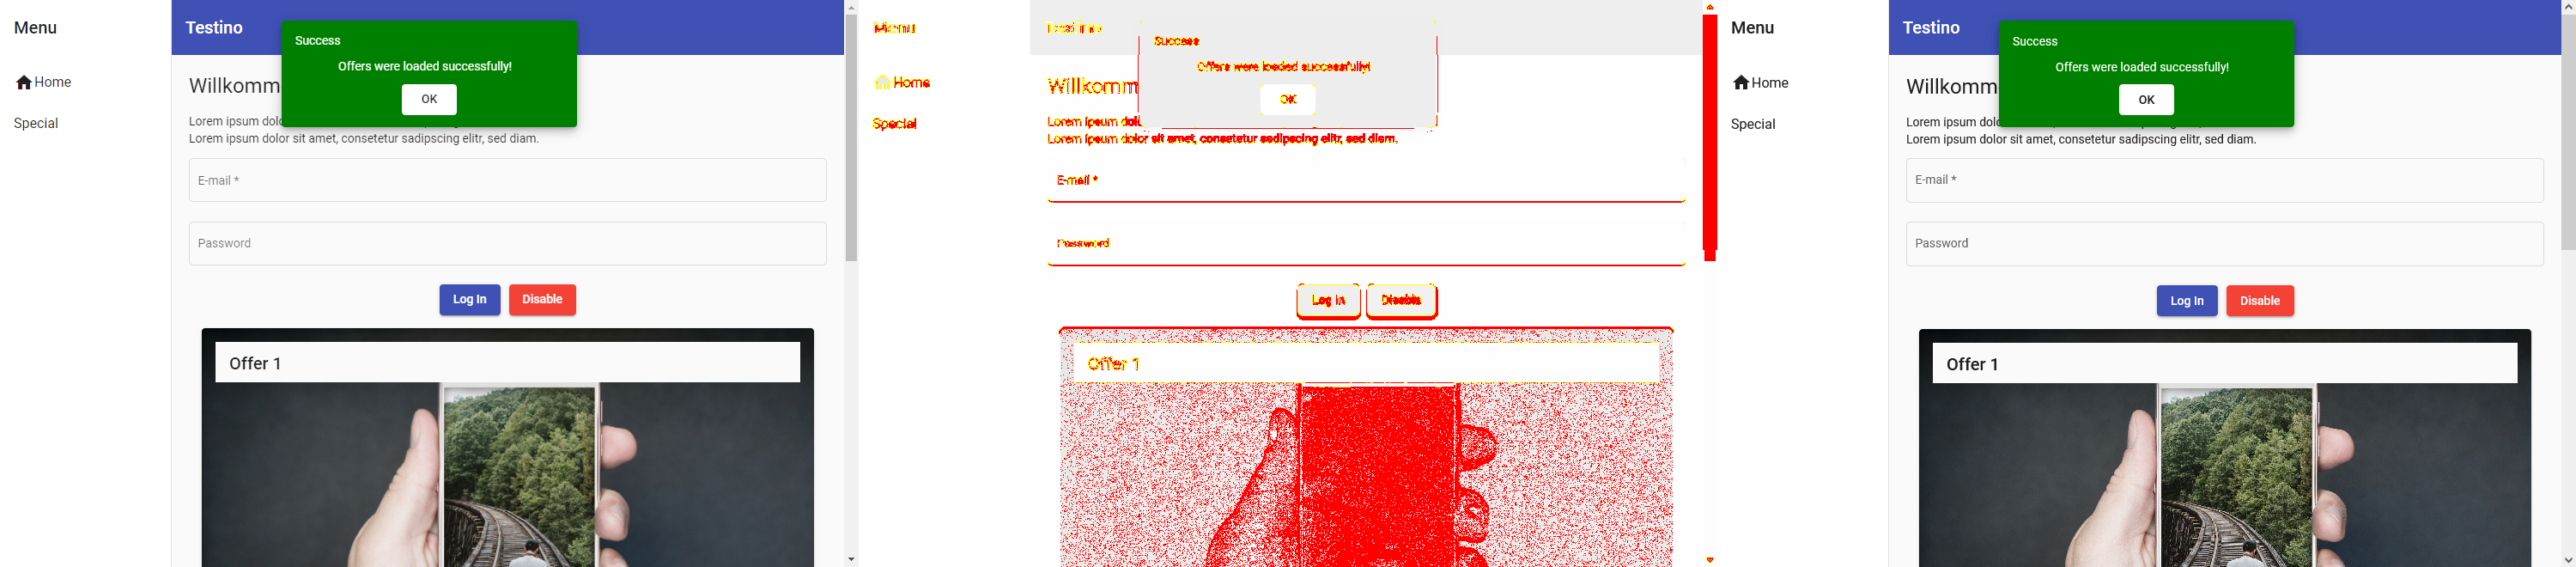 Menu
Home
Special
Testino
Success
Offers were loaded successfully!
OK
Willkomm
Lorem ipsum dolo
Lorem ipsum dolor sit amet, consetetur sadipscing elitr, sed diam.
E-mail *
Password
Log In
Disable
Offer 1
Menu
Home
Special
Testino
Success
Offers were loaded successfully!
OK
Willkomm
Lorem ipsum dolo
Lorem ipsum dolor sit amet, consetetur sadipscing elitr, sed diam.
E-mail *
Password
Log In
Disable
Offer 1
Menu
Home
Special
Testino
Success
Offers were loaded successfully!
OK
Willkomm
Lorem ipsum dolo
Lorem ipsum dolor sit amet, consetetur sadipscing elitr, sed diam.
E-mail *
Password
Log In
Disable
Offer 1